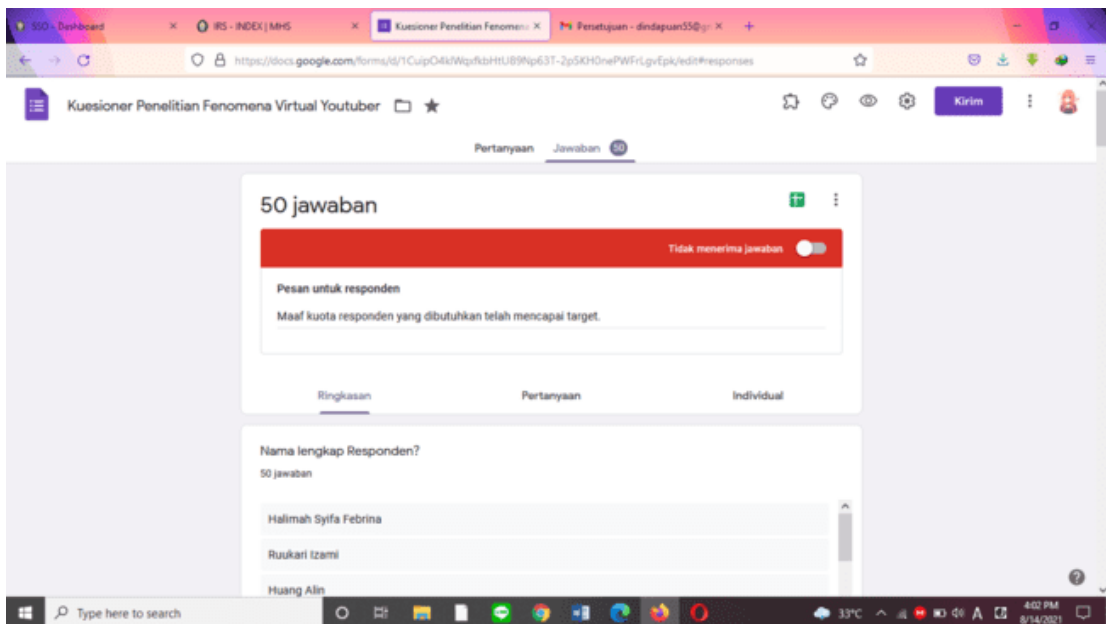 SSO - Dashboard
IRS - INDEX | MHS
Kuesioner Penelitian Fenomena
Persetujuan - dindapuan55@gr
https://docs.google.com/forms/d/
/edit#responses
Kuesioner Penelitian Fenomena Virtual Youtuber
Kirim
Pertanyaan Jawaban 50
50 jawaban
Tidak menerima jawaban
Pesan untuk responden
Maaf kuota responden yang dibutuhkan telah mencapai target.
Ringkasan Pertanyaan Individual
Nama lengkap Responden?
50 jawaban
Halimah Syifa Febrina
Ruukari Izami
Huang Alin
Type here to search
33°C
4:02 PM
8/14/2021